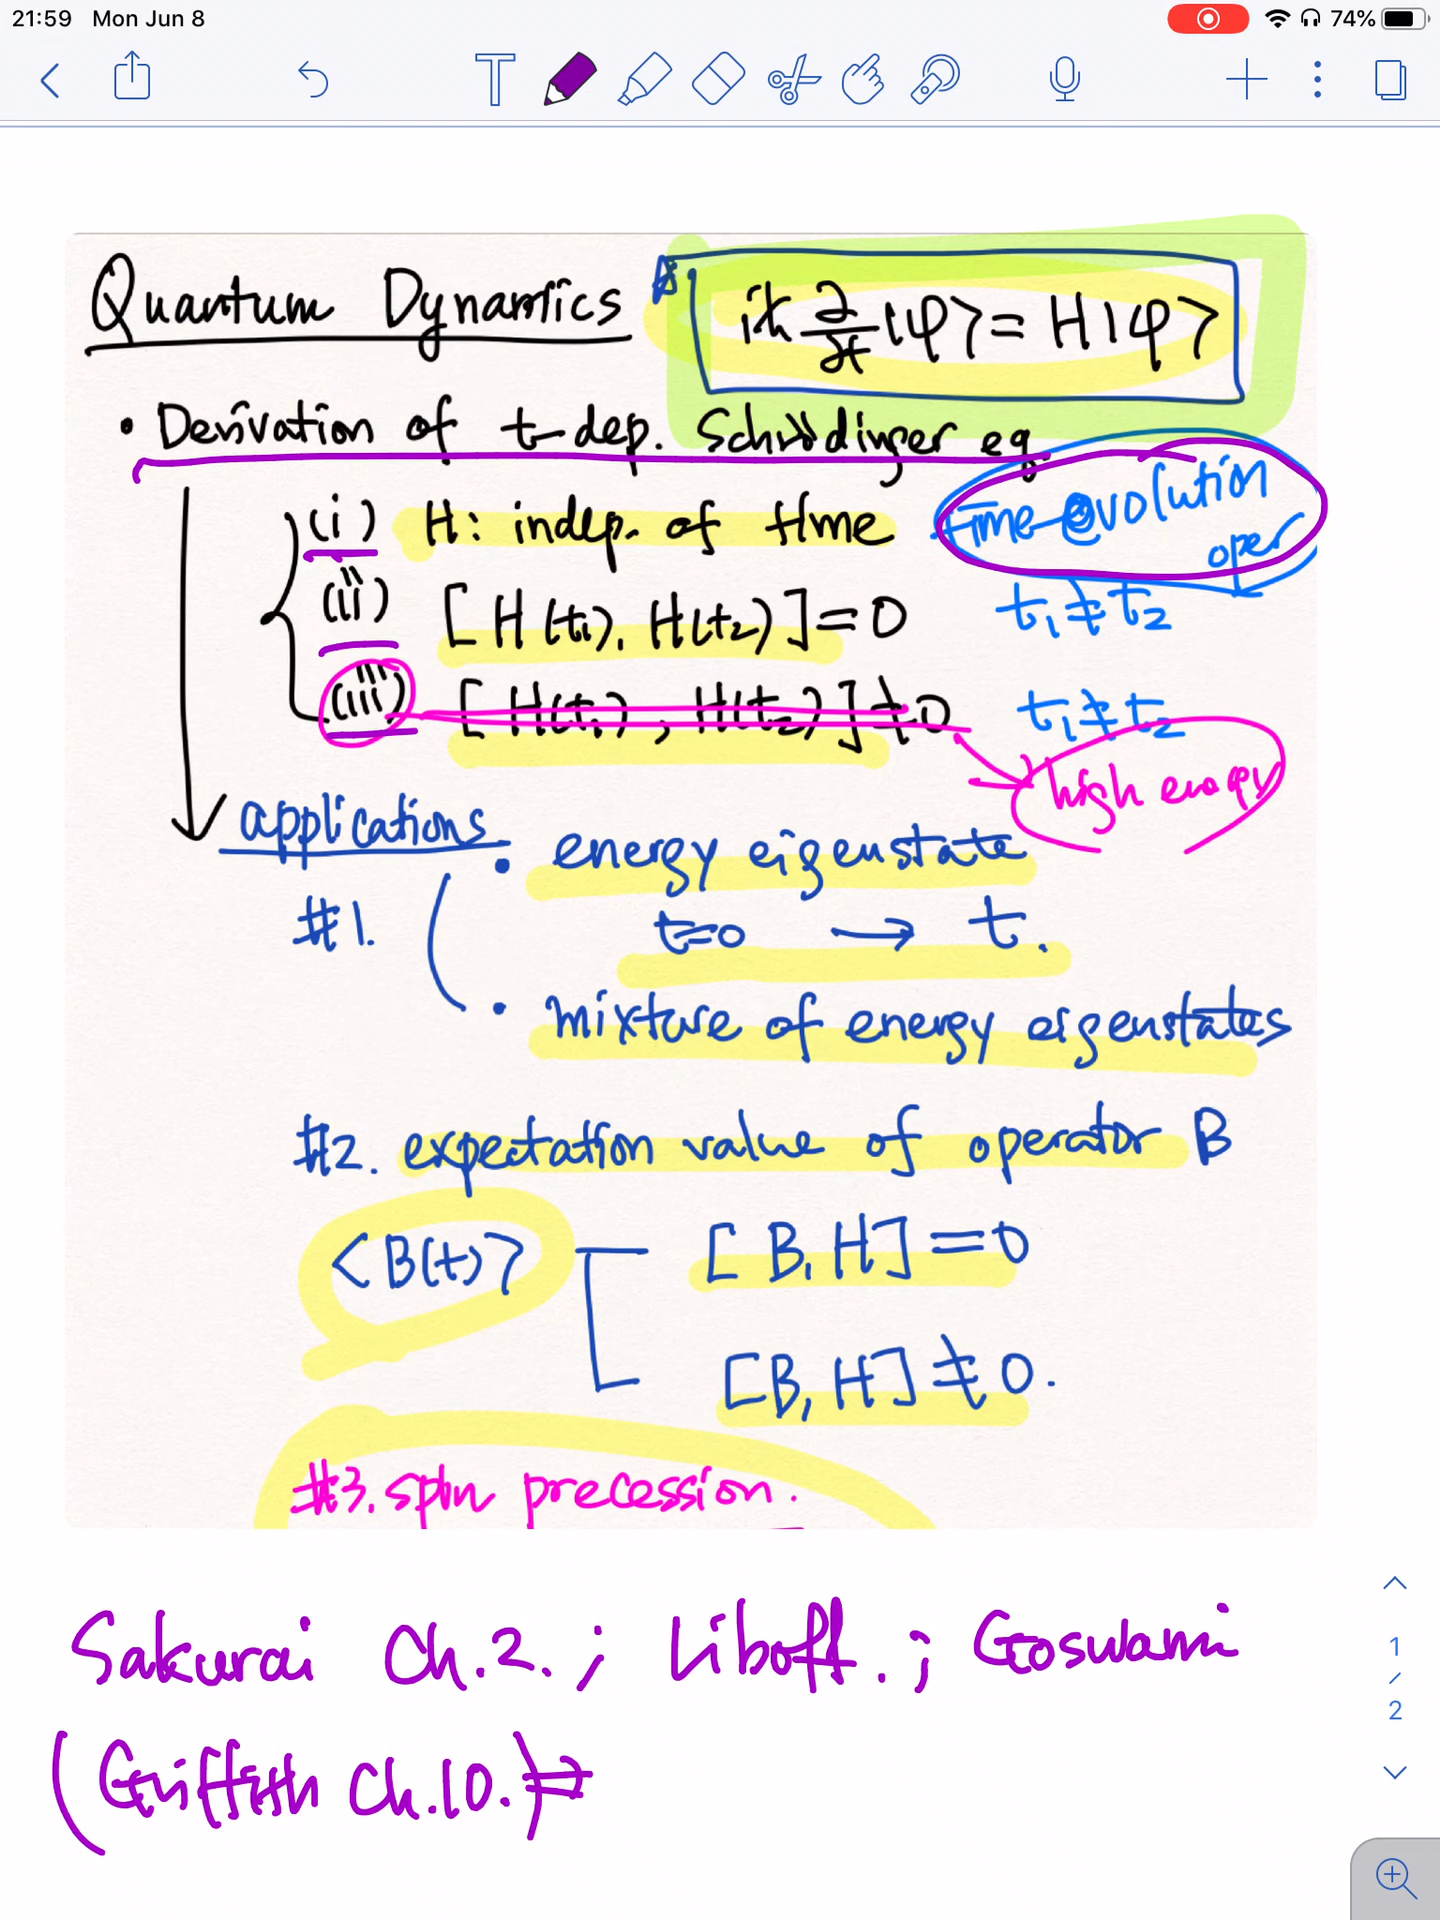 21:59 Mon Jun 8 74%
Quantum Dynamics iħ ∂/∂t |φ> = H|φ>
• Derivation of t-dep. Schrödinger eq
(i) H: indep. of time time-evolution oper
(ii) [H(t₁), H(t₂)] = 0 t₁ ≠ t₂
(iii) [H(t₁), H(t₂)] ≠ 0 t₁ ≠ t₂
high energy
applications
#1. • energy eigenstate
t=0 → t.
• mixture of energy eigenstates
#2. expectation value of operator B
<B(t)> [B, H] = 0
[B, H] ≠ 0.
#3. spin precession.
Sakurai Ch.2. ; Liboff. ; Goswami
(Griffith Ch.10.)
1
/
2